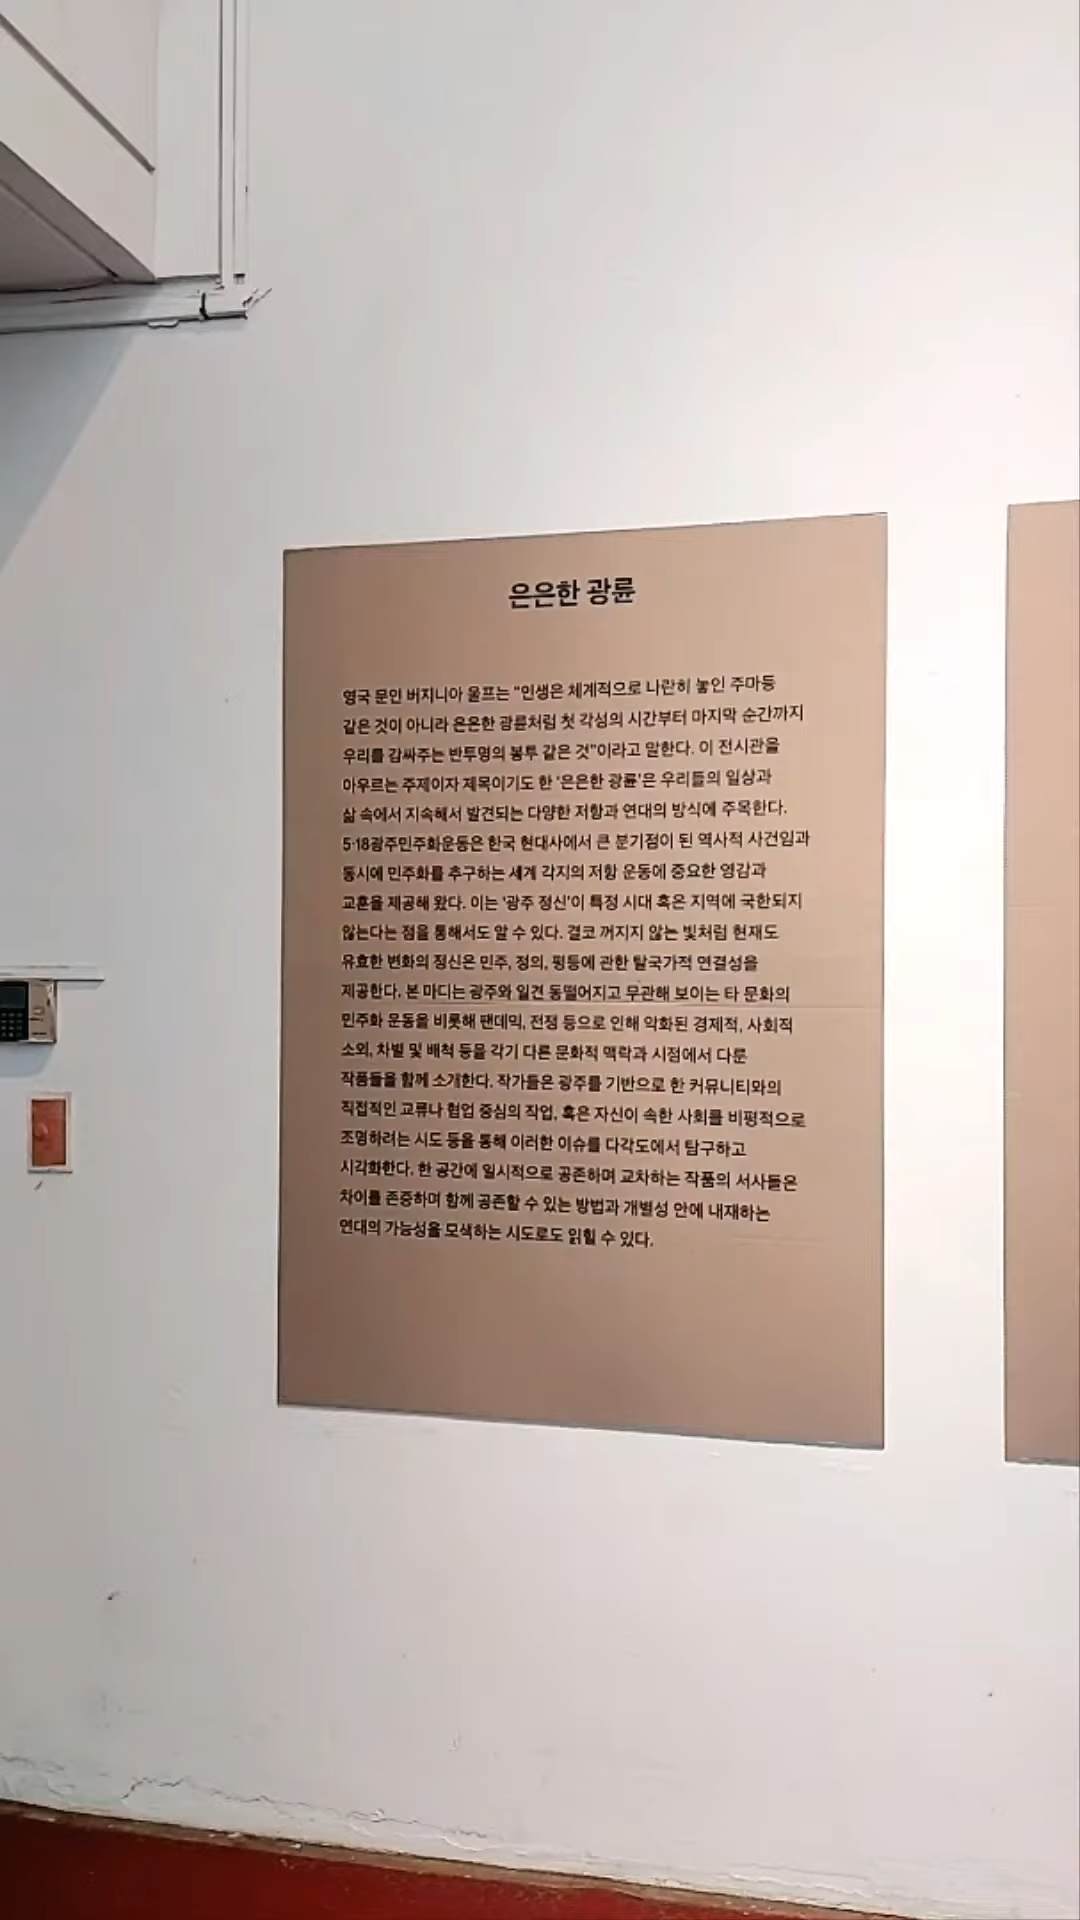 은은한 광륜
영국 문인 버지니아 울프는 "인생은 체계적으로 나란히 놓인 주마등
같은 것이 아니라 은은한 광륜처럼 첫 각성의 시간부터 마지막 순간까지
우리를 감싸주는 반투명의 봉투 같은 것"이라고 말한다. 이 전시관을
아우르는 주제이자 제목이기도 한 '은은한 광륜'은 우리들의 일상과
삶 속에서 지속해서 발견되는 다양한 저항과 연대의 방식에 주목한다.
5·18광주민주화운동은 한국 현대사에서 큰 분기점이 된 역사적 사건임과
동시에 민주화를 추구하는 세계 각지의 저항 운동에 중요한 영감과
교훈을 제공해 왔다. 이는 '광주 정신'이 특정 시대 혹은 지역에 국한되지
않는다는 점을 통해서도 알 수 있다. 결코 꺼지지 않는 빛처럼 현재도
유효한 변화의 정신은 민주, 정의, 평등에 관한 탈국가적 연결성을
제공한다. 본 마디는 광주와 일견 동떨어지고 무관해 보이는 타 문화의
민주화 운동을 비롯해 팬데믹, 전쟁 등으로 인해 악화된 경제적, 사회적
소외, 차별 및 배척 등을 각기 다른 문화적 맥락과 시점에서 다룬
작품들을 함께 소개한다. 작가들은 광주를 기반으로 한 커뮤니티와의
직접적인 교류나 협업 중심의 작업, 혹은 자신이 속한 사회를 비평적으로
조명하려는 시도 등을 통해 이러한 이슈를 다각도에서 탐구하고
시각화한다. 한 공간에 일시적으로 공존하며 교차하는 작품의 서사들은
차이를 존중하며 함께 공존할 수 있는 방법과 개별성 안에 내재하는
연대의 가능성을 모색하는 시도로도 읽힐 수 있다.